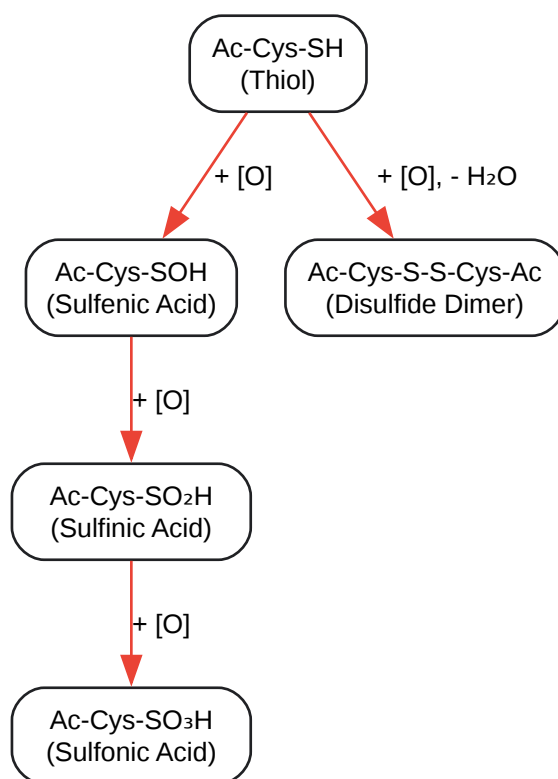 Ac-Cys-SH
(Thiol)
+ [O]
+ [O], - H₂O
Ac-Cys-SOH
(Sulfenic Acid)
Ac-Cys-S-S-Cys-Ac
(Disulfide Dimer)
+ [O]
Ac-Cys-SO₂H
(Sulfinic Acid)
+ [O]
Ac-Cys-SO₃H
(Sulfonic Acid)